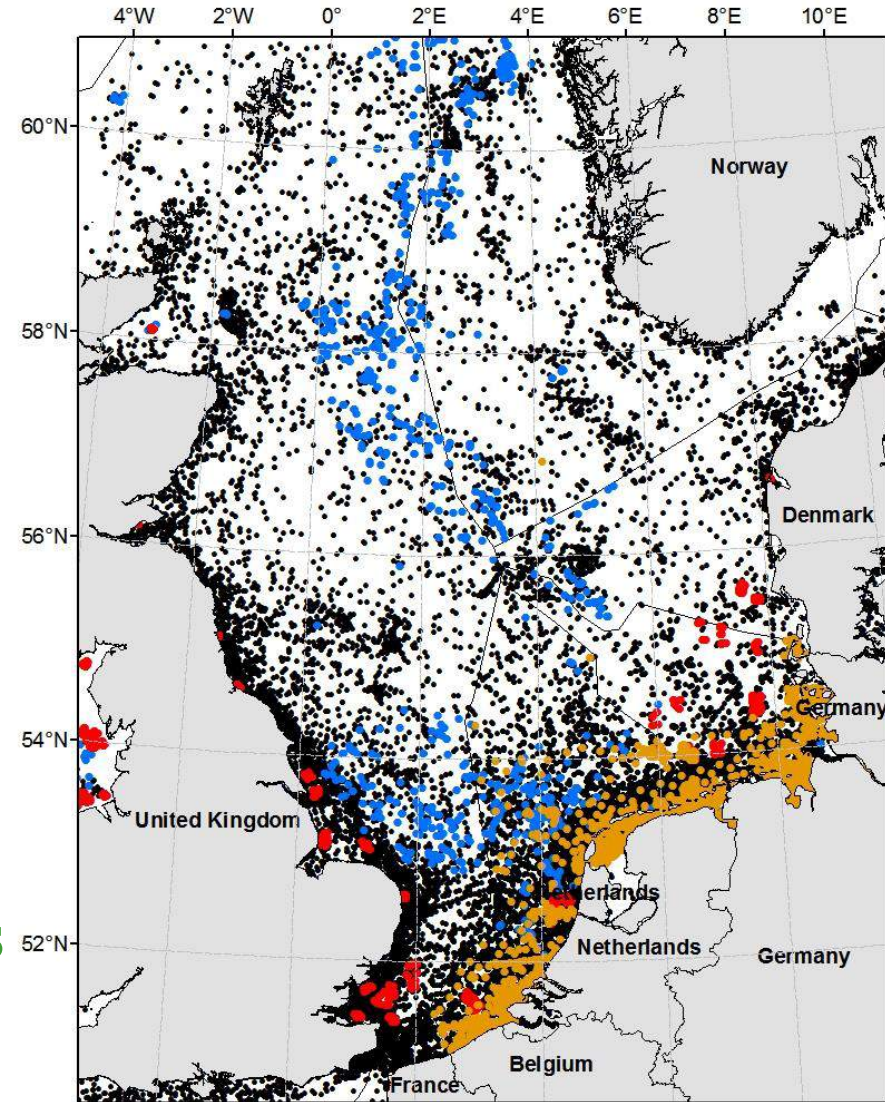 4°W 2°W 0° 2°E 4°E 6°E 8°E 10°E
60°N
Norway
58°N
Denmark
56°N
Germany
54°N
United Kingdom
Netherlands
52°N
Netherlands
Germany
Belgium
France